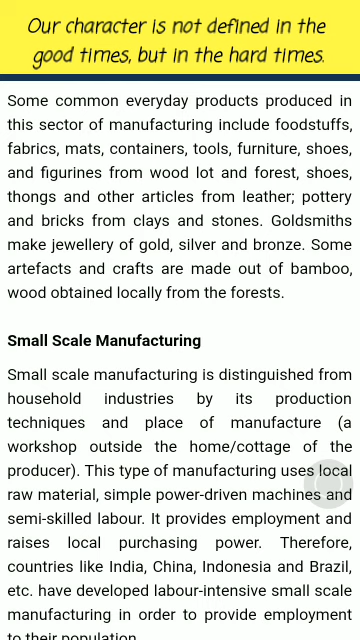 Our character is not defined in the
good times, but in the hard times.
Some common everyday products produced in
this sector of manufacturing include foodstuffs,
fabrics, mats, containers, tools, furniture, shoes,
and figurines from wood lot and forest, shoes,
thongs and other articles from leather; pottery
and bricks from clays and stones. Goldsmiths
make jewellery of gold, silver and bronze. Some
artefacts and crafts are made out of bamboo,
wood obtained locally from the forests.
Small Scale Manufacturing
Small scale manufacturing is distinguished from
household industries by its production
techniques and place of manufacture (a
workshop outside the home/cottage of the
producer). This type of manufacturing uses local
raw material, simple power-driven machines and
semi-skilled labour. It provides employment and
raises local purchasing power. Therefore,
countries like India, China, Indonesia and Brazil,
etc. have developed labour-intensive small scale
manufacturing in order to provide employment
to their population